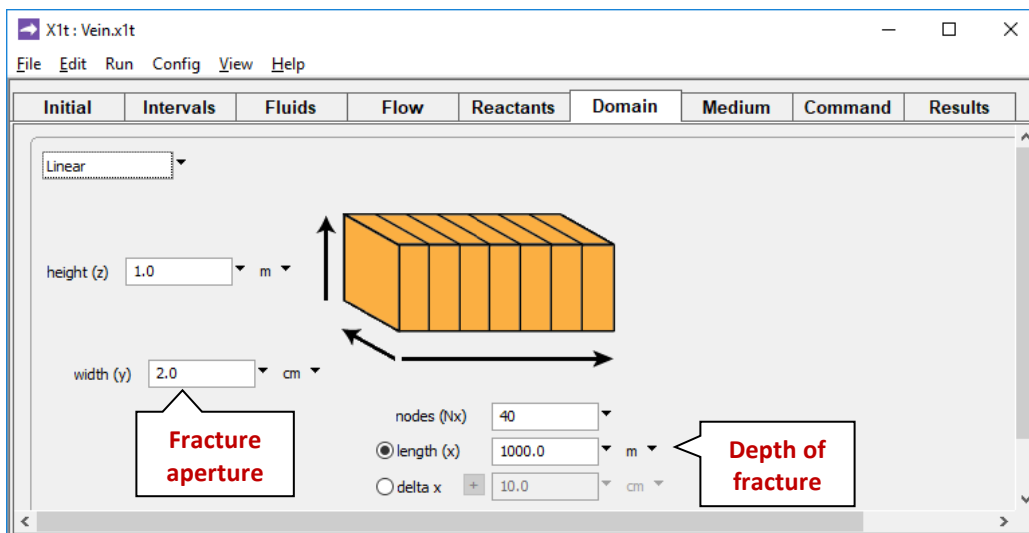 X1t : Vein.x1t
File Edit Run Config View Help
Initial Intervals Fluids Flow Reactants Domain Medium Command Results
Linear
height (z) 1.0 m
width (y) 2.0 cm
Fracture
aperture
nodes (Nx) 40
length (x) 1000.0 m
delta x + 10.0 cm
Depth of
fracture